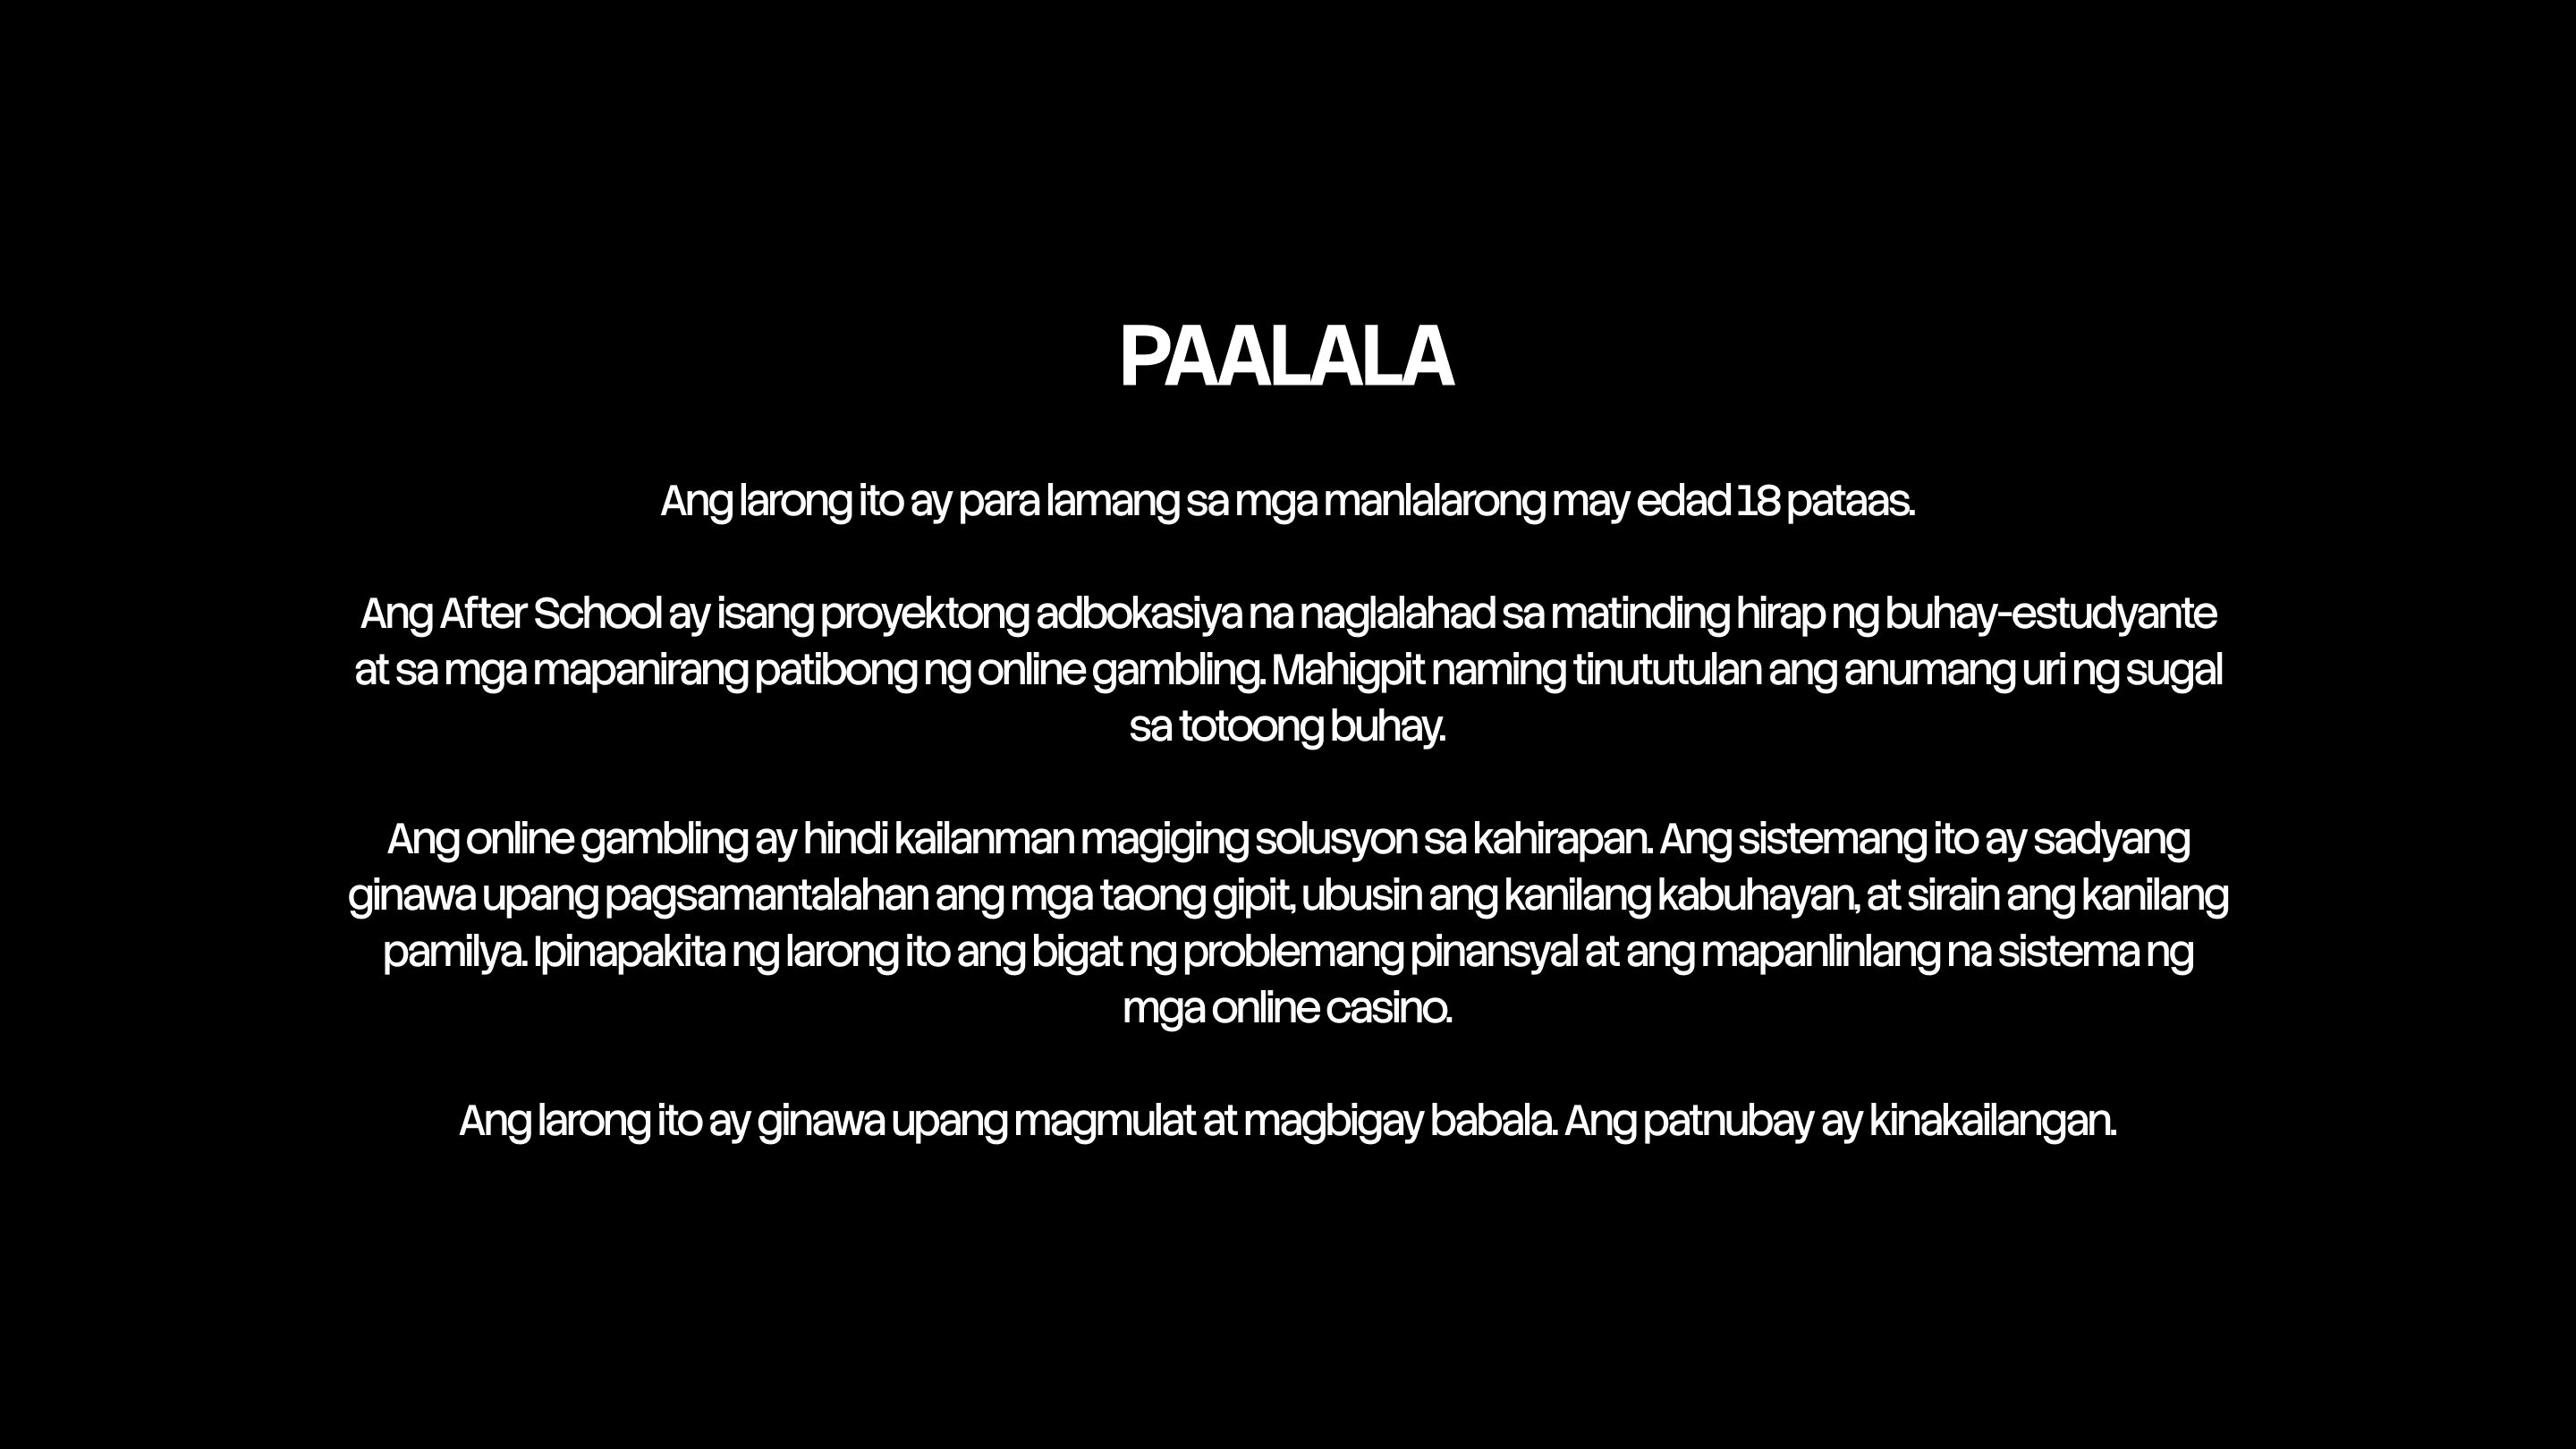 PAALALA
Ang larong ito ay para lamang sa mga manlalarong may edad 18 pataas.
Ang After School ay isang proyektong adbokasiya na naglalahad sa matinding hirap ng buhay-estudyante
at sa mga mapanirang patibong ng online gambling. Mahigpit naming tinututulan ang anumang uri ng sugal
sa totoong buhay.
Ang online gambling ay hindi kailanman magiging solusyon sa kahirapan. Ang sistemang ito ay sadyang
ginawa upang pagsamantalahan ang mga taong gipit, ubusin ang kanilang kabuhayan, at sirain ang kanilang
pamilya. Ipinapakita ng larong ito ang bigat ng problemang pinansyal at ang mapanlinlang na sistema ng
mga online casino.
Ang larong ito ay ginawa upang magmulat at magbigay babala. Ang patnubay ay kinakailangan.